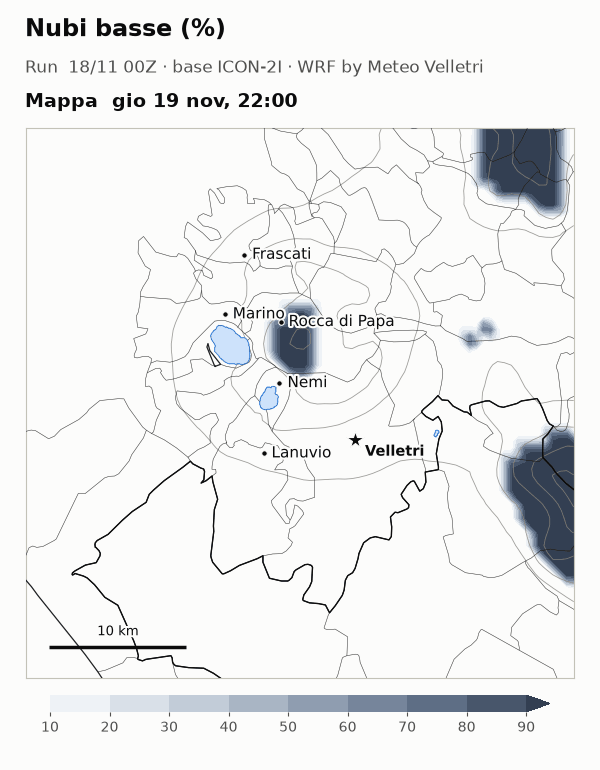 Nubi basse (%)
Run  18/11 00Z · base ICON-2I · WRF by Meteo Velletri
Mappa  gio 19 nov, 22:00
Frascati
Marino
Rocca di Papa
Nemi
Velletri
Lanuvio
10 km
10 20 30 40 50 60 70 80 90